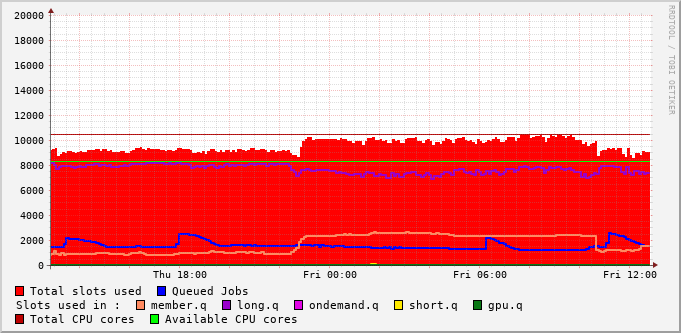 20000
18000
16000
14000
12000
10000
8000
6000
4000
2000
0
Thu 18:00 Fri 00:00 Fri 06:00 Fri 12:00
Total slots used Queued Jobs
Slots used in : member.q long.q ondemand.q short.q gpu.q
Total CPU cores Available CPU cores
RRDTOOL / TOBI OETIKER